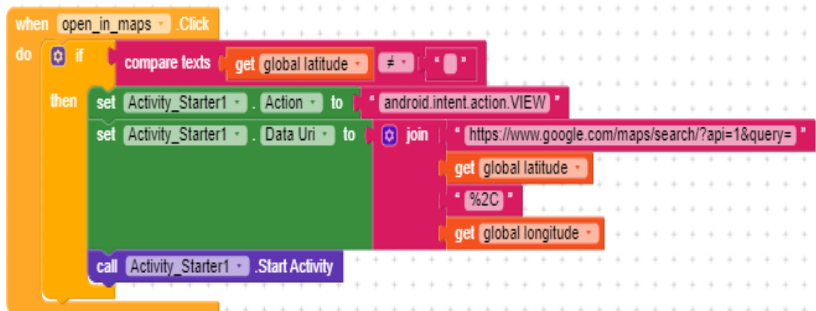 when open_in_maps .Click
do if compare texts get global latitude ≠ " "
then set Activity_Starter1 . Action to " android.intent.action.VIEW "
set Activity_Starter1 . Data Uri to join " https://www.google.com/maps/search/?api=1&query= "
get global latitude
" %2C "
get global longitude
call Activity_Starter1 .Start Activity